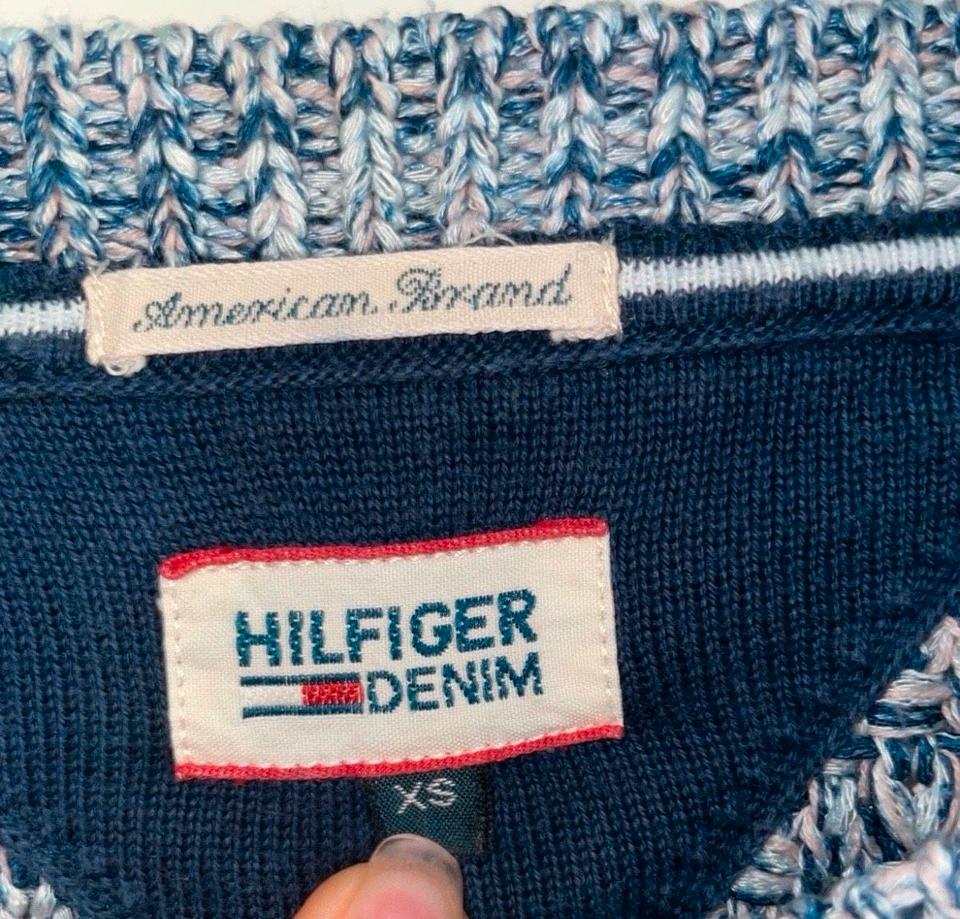 American Brand
HILFIGER
DENIM
XS